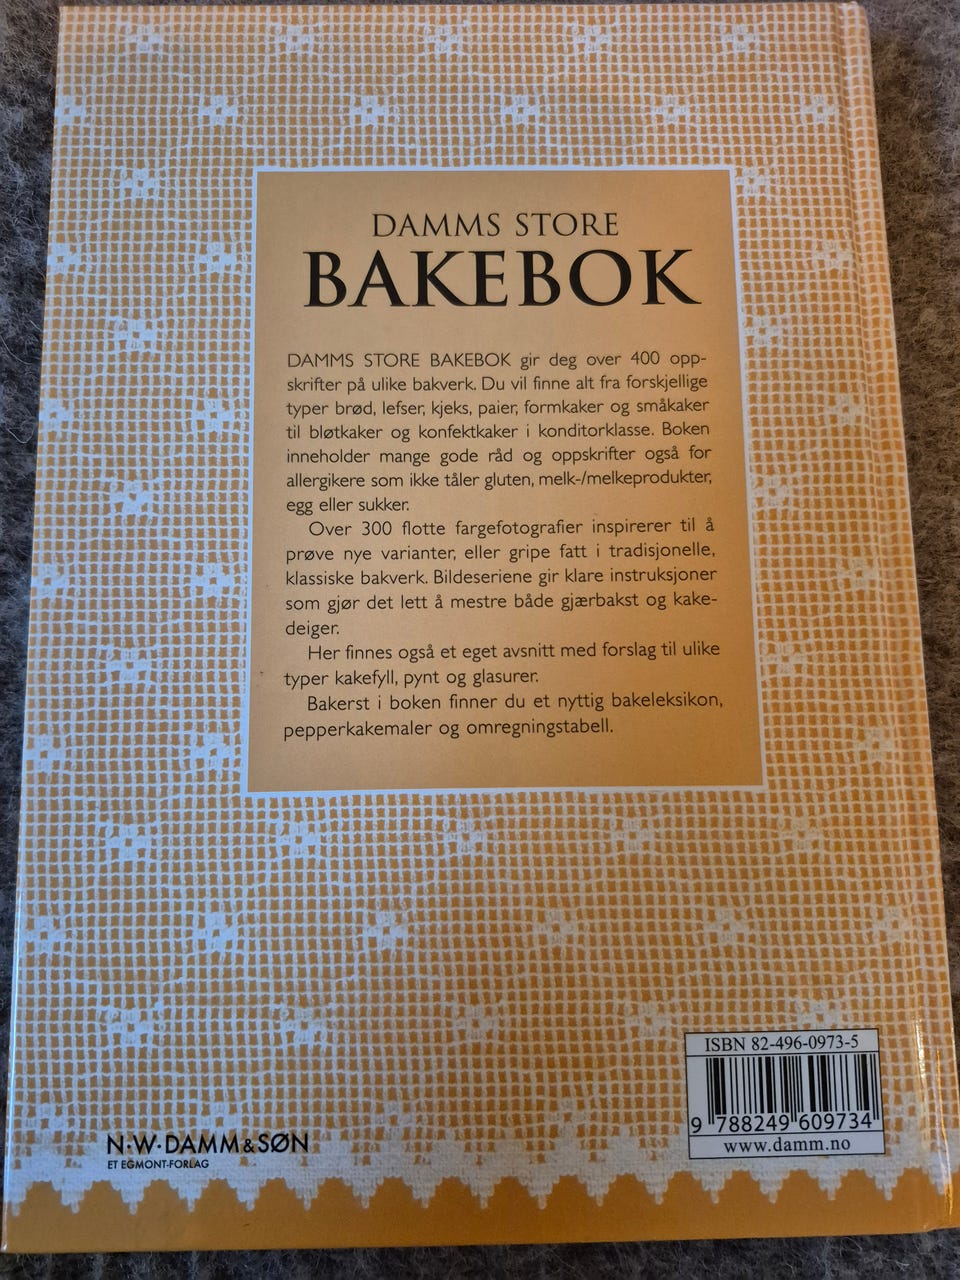 DAMMS STORE
BAKEBOK
DAMMS STORE BAKEBOK gir deg over 400 opp-
skrifter på ulike bakverk. Du vil finne alt fra forskjellige
typer brød, lefser, kjeks, paier, formkaker og småkaker
til bløtkaker og konfektkaker i konditorklasse. Boken
inneholder mange gode råd og oppskrifter også for
allergikere som ikke tåler gluten, melk-/melkeprodukter,
egg eller sukker.
Over 300 flotte fargefotografier inspirerer til å
prøve nye varianter, eller gripe fatt i tradisjonelle,
klassiske bakverk. Bildeseriene gir klare instruksjoner
som gjør det lett å mestre både gjærbakst og kake-
deiger.
Her finnes også et eget avsnitt med forslag til ulike
typer kakefyll, pynt og glasurer.
Bakerst i boken finner du et nyttig bakeleksikon,
pepperkakemaler og omregningstabell.
ISBN 82-496-0973-5
9 788249 609734
www.damm.no
N·W·DAMM & SØN
ET EGMONT-FORLAG